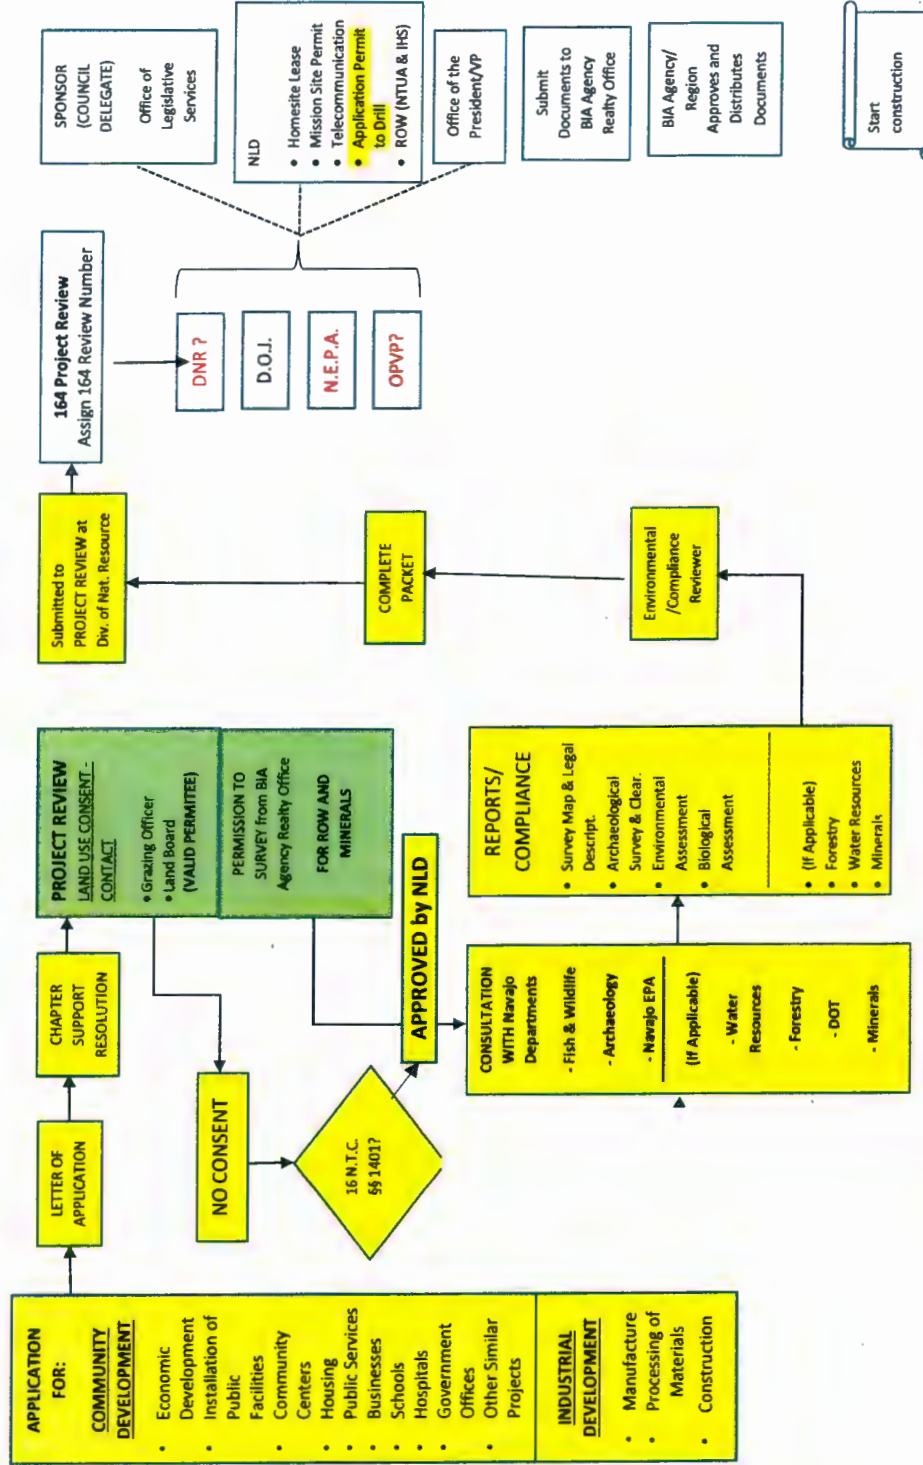 APPLICATION
FOR:
COMMUNITY
DEVELOPMENT
• Economic
Development
• Installation of
Public
Facilities
• Community
Centers
• Housing
• Public Services
• Businesses
• Schools
• Hospitals
• Government
Offices
• Other Similar
Projects
INDUSTRIAL
DEVELOPMENT
• Manufacture
• Processing of
Materials
• Construction
LETTER OF
APPLICATION
CHAPTER
SUPPORT
RESOLUTION
PROJECT REVIEW
LAND USE CONSENT -
CONTACT
• Grazing Officer
• Land Board
(VALID PERMITEE)
PERMISSION TO
SURVEY from BIA
Agency Realty Office
FOR ROW AND
MINERALS
NO CONSENT
16 N.T.C.
§§ 1401?
APPROVED by NLD
CONSULTATION
WITH Navajo
Departments
- Fish & Wildlife
- Archaeology
- Navajo EPA
(If Applicable)
- Water
Resources
- Forestry
- DOT
- Minerals
REPORTS/
COMPLIANCE
• Survey Map & Legal
Descript.
• Archaeological
Survey & Clear.
• Environmental
Assessment
• Biological
Assessment
• (If Applicable)
• Forestry
• Water Resources
• Minerals
Environmental
/Compliance
Reviewer
COMPLETE
PACKET
Submitted to
PROJECT REVIEW at
Div. of Nat. Resource
164 Project Review
Assign 164 Review Number
DNR ?
D.O.J.
N.E.P.A.
OPVP?
SPONSOR
(COUNCIL
DELEGATE)
Office of
Legislative
Services
NLD
• Homesite Lease
• Mission Site Permit
• Telecommunication
• Application Permit
to Drill
• ROW (NTUA & IHS)
Office of the
President/VP
Submit
Documents to
BIA Agency
Realty Office
BIA Agency/
Region
Approves and
Distributes
Documents
Start
construction